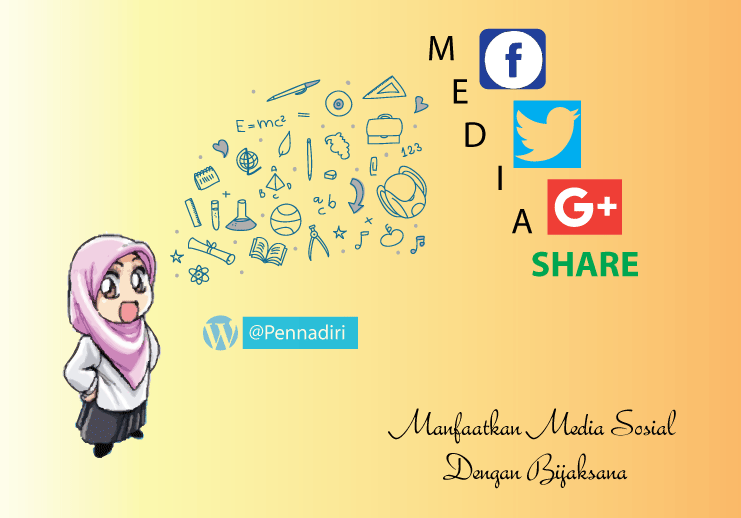 M
E
D
I
A
f
G+
SHARE
E=mc²
=
123
+
B C D
a b
c
×
W
@Pennadiri
Manfaatkan Media Sosial
Dengan Bijaksana